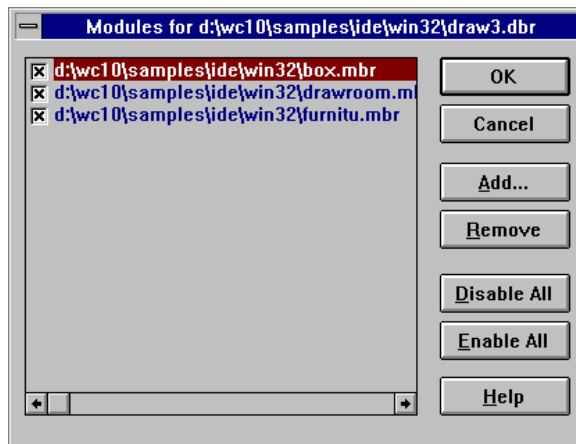 Modules for d:\wc10\samples\ide\win32\draw3.dbr
d:\wc10\samples\ide\win32\box.mbr
d:\wc10\samples\ide\win32\drawroom.ml
d:\wc10\samples\ide\win32\furnitu.mbr
OK
Cancel
Add...
Remove
Disable All
Enable All
Help